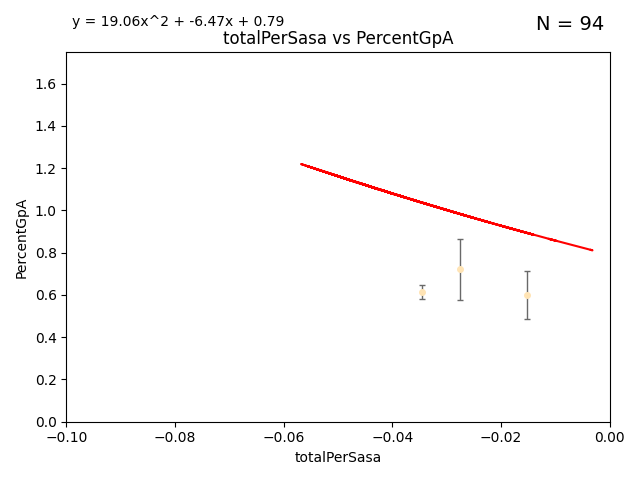 y = 19.06x^2 + -6.47x + 0.79
N = 94
totalPerSasa vs PercentGpA
PercentGpA
1.6
1.4
1.2
1.0
0.8
0.6
0.4
0.2
0.0
−0.10 −0.08 −0.06 −0.04 −0.02 0.00
totalPerSasa